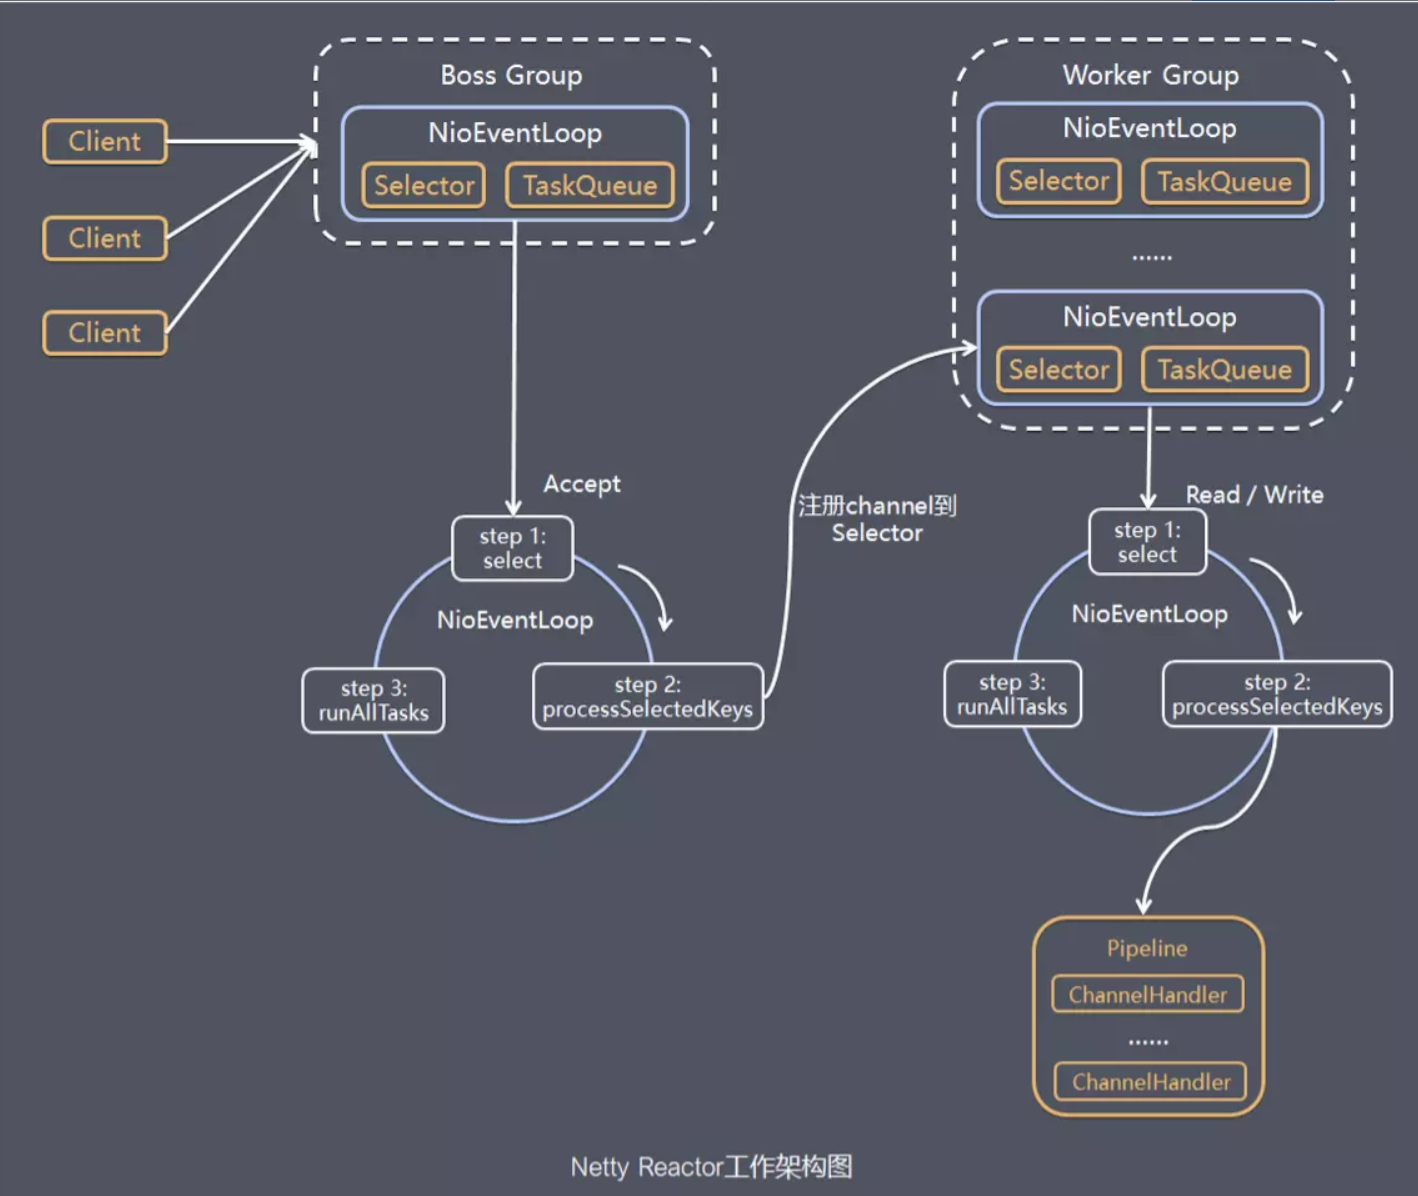 Boss Group
NioEventLoop
Selector
TaskQueue
Client
Client
Client
Worker Group
NioEventLoop
Selector
TaskQueue
......
NioEventLoop
Selector
TaskQueue
Accept
step 1:
select
NioEventLoop
step 2:
processSelectedKeys
step 3:
runAllTasks
注册channel到
Selector
Read / Write
step 1:
select
NioEventLoop
step 2:
processSelectedKeys
step 3:
runAllTasks
Pipeline
ChannelHandler
......
ChannelHandler
Netty Reactor工作架构图